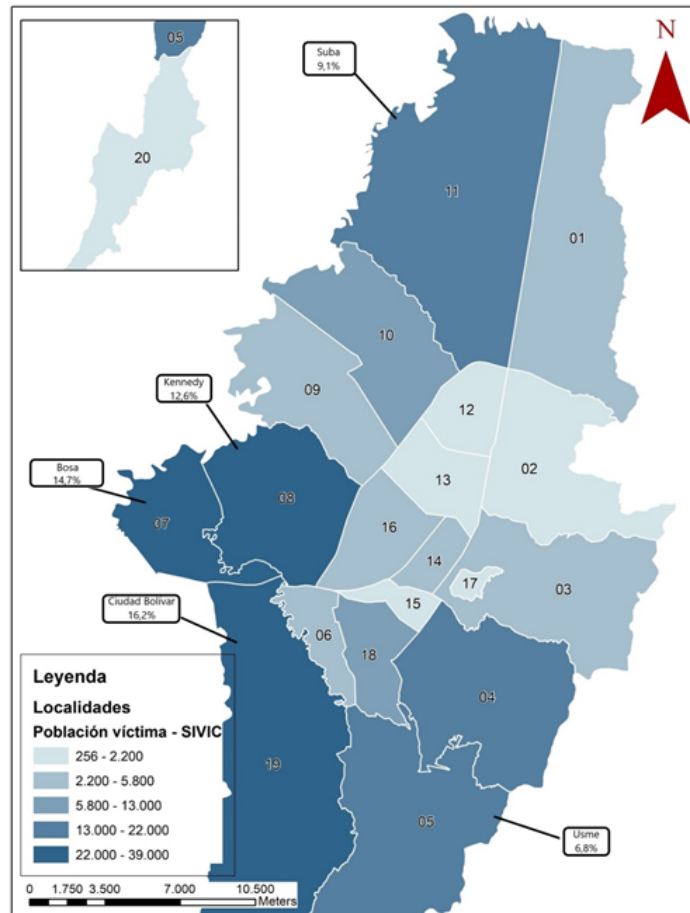 05
20
N
Suba
9,1%
11
01
10
09
Kennedy
12,6%
12
02
13
Bosa
14,7%
08
07
16
14
03
17
15
Ciudad Bolívar
16,2%
06
18
04
19
05
Usme
6,8%
Leyenda
Localidades
Población víctima - SIVIC
256 - 2.200
2.200 - 5.800
5.800 - 13.000
13.000 - 22.000
22.000 - 39.000
0 1.750 3.500 7.000 10.500
Meters